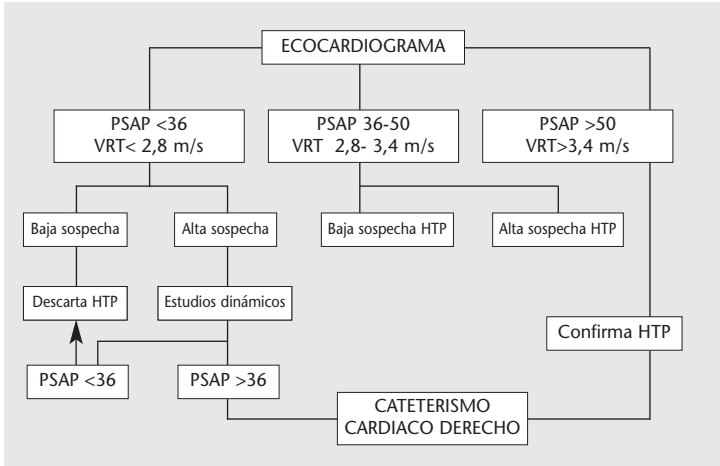 ECOCARDIOGRAMA
PSAP <36
VRT< 2,8 m/s
PSAP 36-50
VRT 2,8- 3,4 m/s
PSAP >50
VRT>3,4 m/s
Baja sospecha
Alta sospecha
Baja sospecha HTP
Alta sospecha HTP
Descarta HTP
Estudios dinámicos
Confirma HTP
PSAP <36
PSAP >36
CATETERISMO
CARDIACO DERECHO